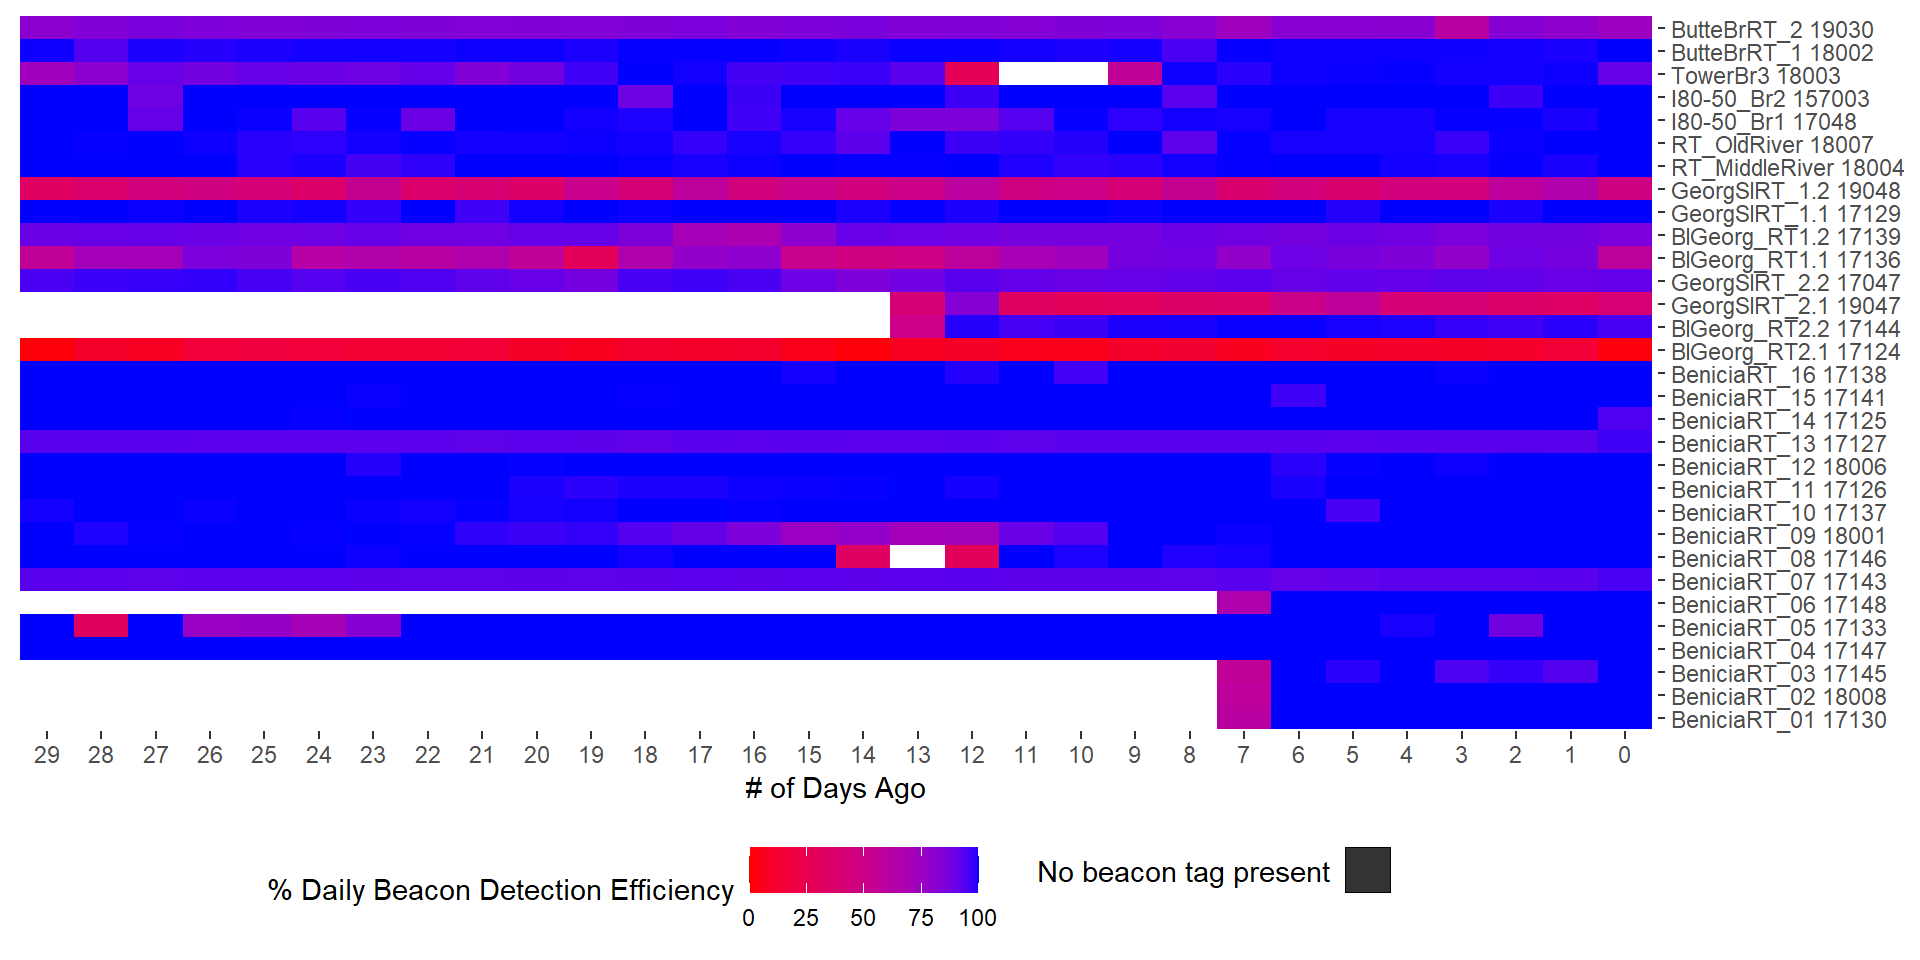 ButteBrRT_2 19030
ButteBrRT_1 18002
TowerBr3 18003
I80-50_Br2 157003
I80-50_Br1 17048
RT_OldRiver 18007
RT_MiddleRiver 18004
GeorgSlRT_1.2 19048
GeorgSlRT_1.1 17129
BlGeorg_RT1.2 17139
BlGeorg_RT1.1 17136
GeorgSlRT_2.2 17047
GeorgSlRT_2.1 19047
BlGeorg_RT2.2 17144
BlGeorg_RT2.1 17124
BeniciaRT_16 17138
BeniciaRT_15 17141
BeniciaRT_14 17125
BeniciaRT_13 17127
BeniciaRT_12 18006
BeniciaRT_11 17126
BeniciaRT_10 17137
BeniciaRT_09 18001
BeniciaRT_08 17146
BeniciaRT_07 17143
BeniciaRT_06 17148
BeniciaRT_05 17133
BeniciaRT_04 17147
BeniciaRT_03 17145
BeniciaRT_02 18008
BeniciaRT_01 17130
29 28 27 26 25 24 23 22 21 20 19 18 17 16 15 14 13 12 11 10 9 8 7 6 5 4 3 2 1 0
# of Days Ago
% Daily Beacon Detection Efficiency
0 25 50 75 100
No beacon tag present